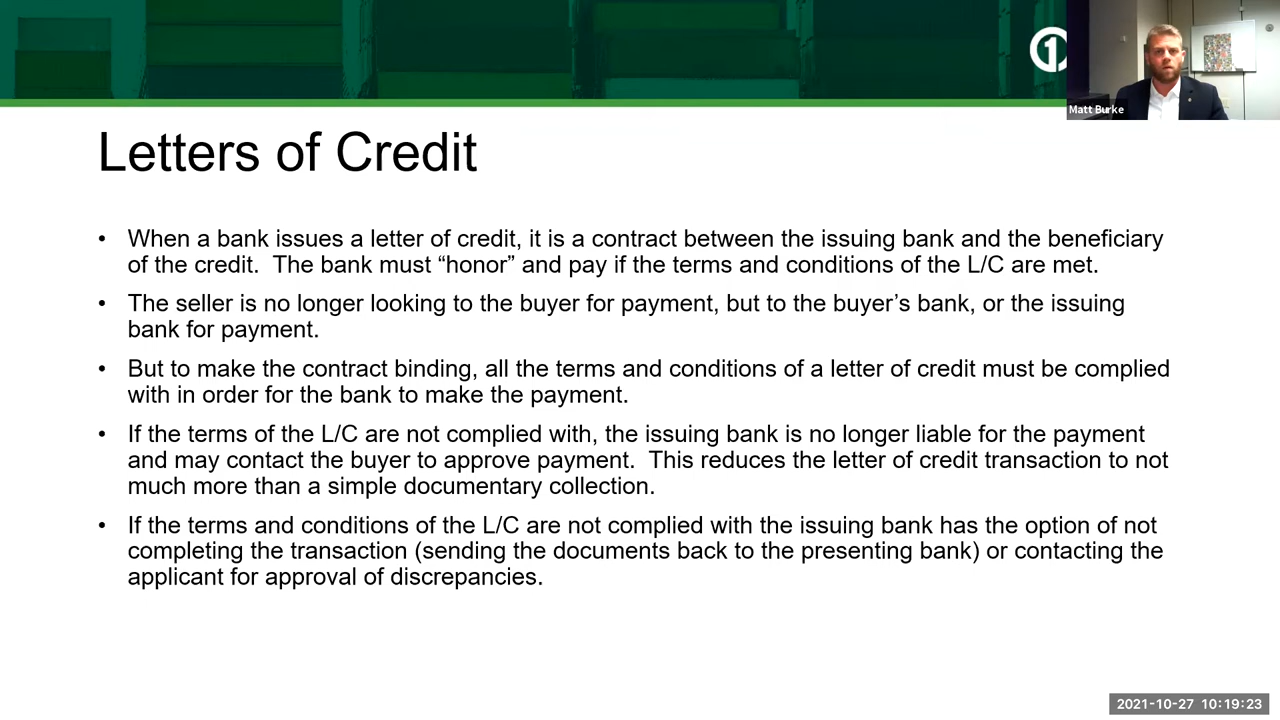 1
Matt Burke
Letters of Credit
• When a bank issues a letter of credit, it is a contract between the issuing bank and the beneficiary
of the credit.  The bank must “honor” and pay if the terms and conditions of the L/C are met.
• The seller is no longer looking to the buyer for payment, but to the buyer’s bank, or the issuing
bank for payment.
• But to make the contract binding, all the terms and conditions of a letter of credit must be complied
with in order for the bank to make the payment.
• If the terms of the L/C are not complied with, the issuing bank is no longer liable for the payment
and may contact the buyer to approve payment.  This reduces the letter of credit transaction to not
much more than a simple documentary collection.
• If the terms and conditions of the L/C are not complied with the issuing bank has the option of not
completing the transaction (sending the documents back to the presenting bank) or contacting the
applicant for approval of discrepancies.
2021-10-27 10:19:23